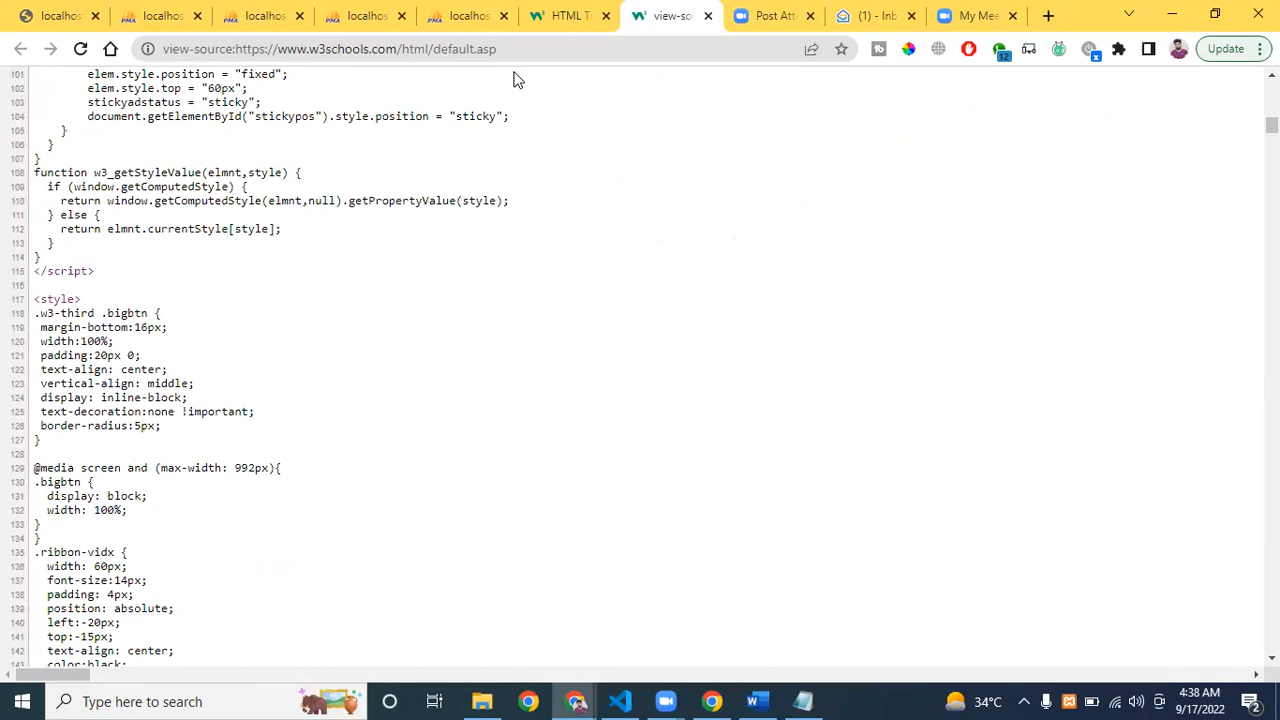 localhos
localhos
localhos
localhos
localhos
HTML T
view-so
Post Att
(1) - Inb
My Mee
view-source:https://www.w3schools.com/html/default.asp
12
x
Update
101 elem.style.position = "fixed";
102 elem.style.top = "60px";
103 stickyadstatus = "sticky";
104 document.getElementById("stickypos").style.position = "sticky";
105 }
106 }
107 }
108 function w3_getStyleValue(elmnt,style) {
109 if (window.getComputedStyle) {
110 return window.getComputedStyle(elmnt,null).getPropertyValue(style);
111 } else {
112 return elmnt.currentStyle[style];
113 }
114 }
115 </script>
116
117 <style>
118 .w3-third .bigbtn {
119 margin-bottom:16px;
120 width:100%;
121 padding:20px 0;
122 text-align: center;
123 vertical-align: middle;
124 display: inline-block;
125 text-decoration:none !important;
126 border-radius:5px;
127 }
128
129 @media screen and (max-width: 992px){
130 .bigbtn {
131 display: block;
132 width: 100%;
133 }
134 }
135 .ribbon-vidx {
136 width: 60px;
137 font-size:14px;
138 padding: 4px;
139 position: absolute;
140 left:-20px;
141 top:-15px;
142 text-align: center;
143 color:black;
Type here to search
34°C
4:38 AM
9/17/2022
2